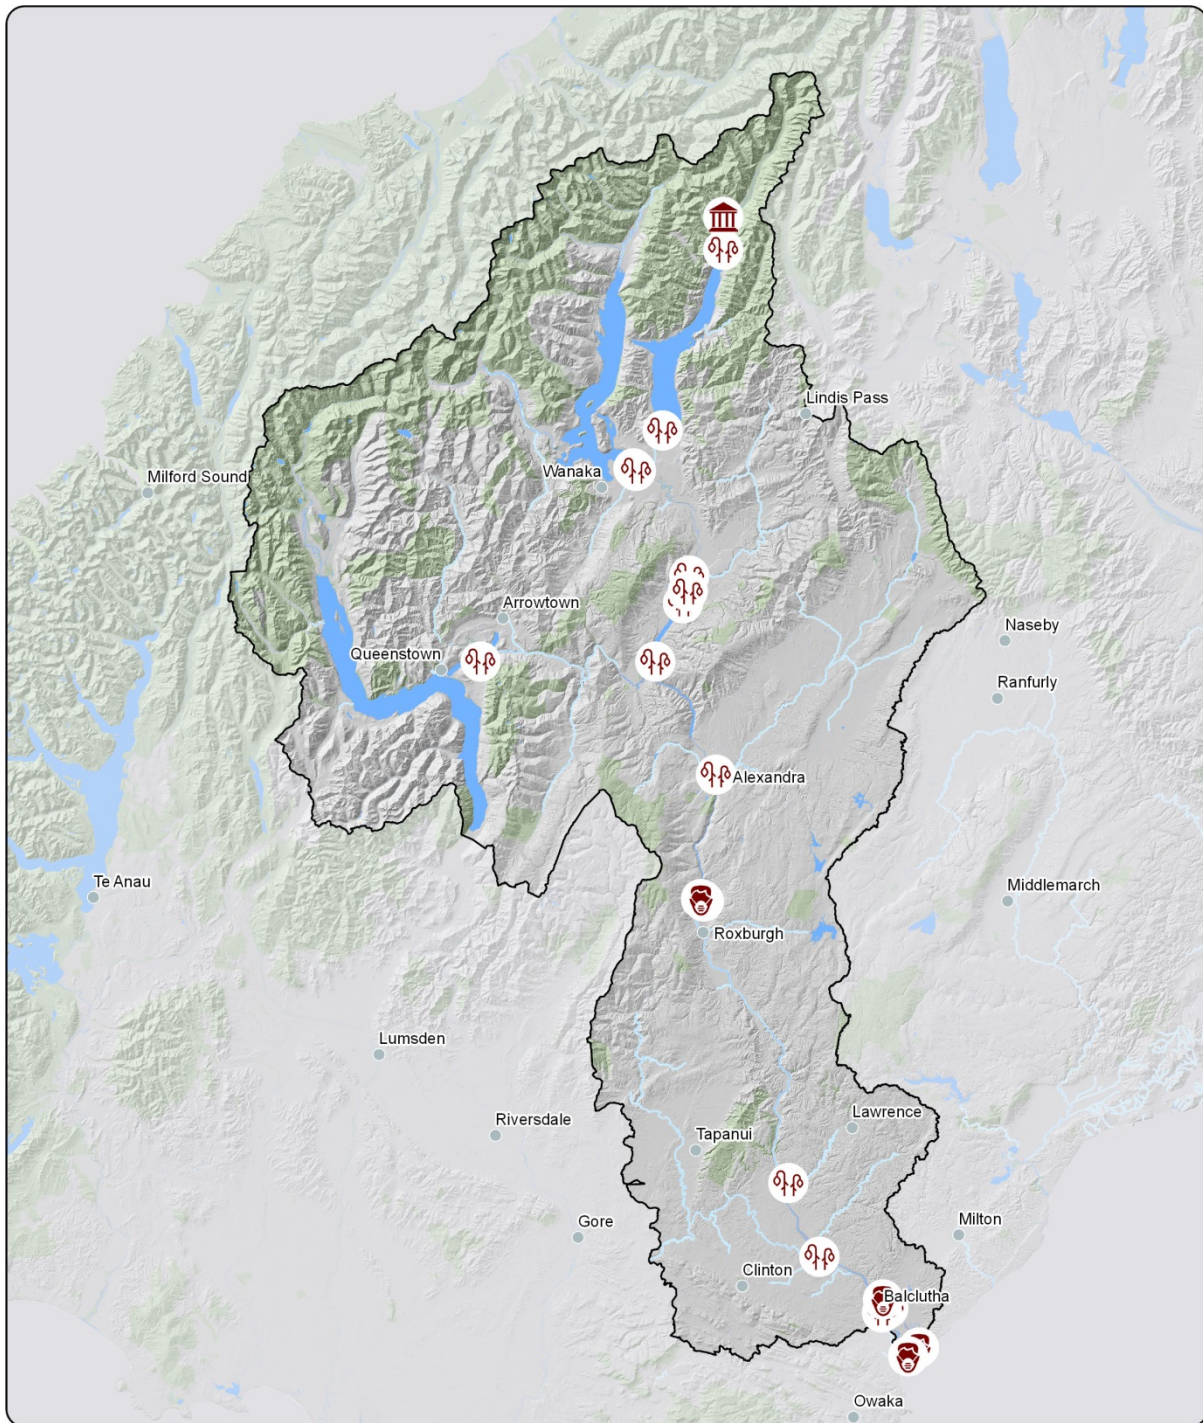 Lindis Pass
Milford Sound
Wanaka
Arrowtown
Naseby
Queenstown
Ranfurly
Alexandra
Te Anau
Middlemarch
Roxburgh
Lumsden
Lawrence
Riversdale
Tapanui
Gore
Milton
Clinton
Balclutha
Owaka